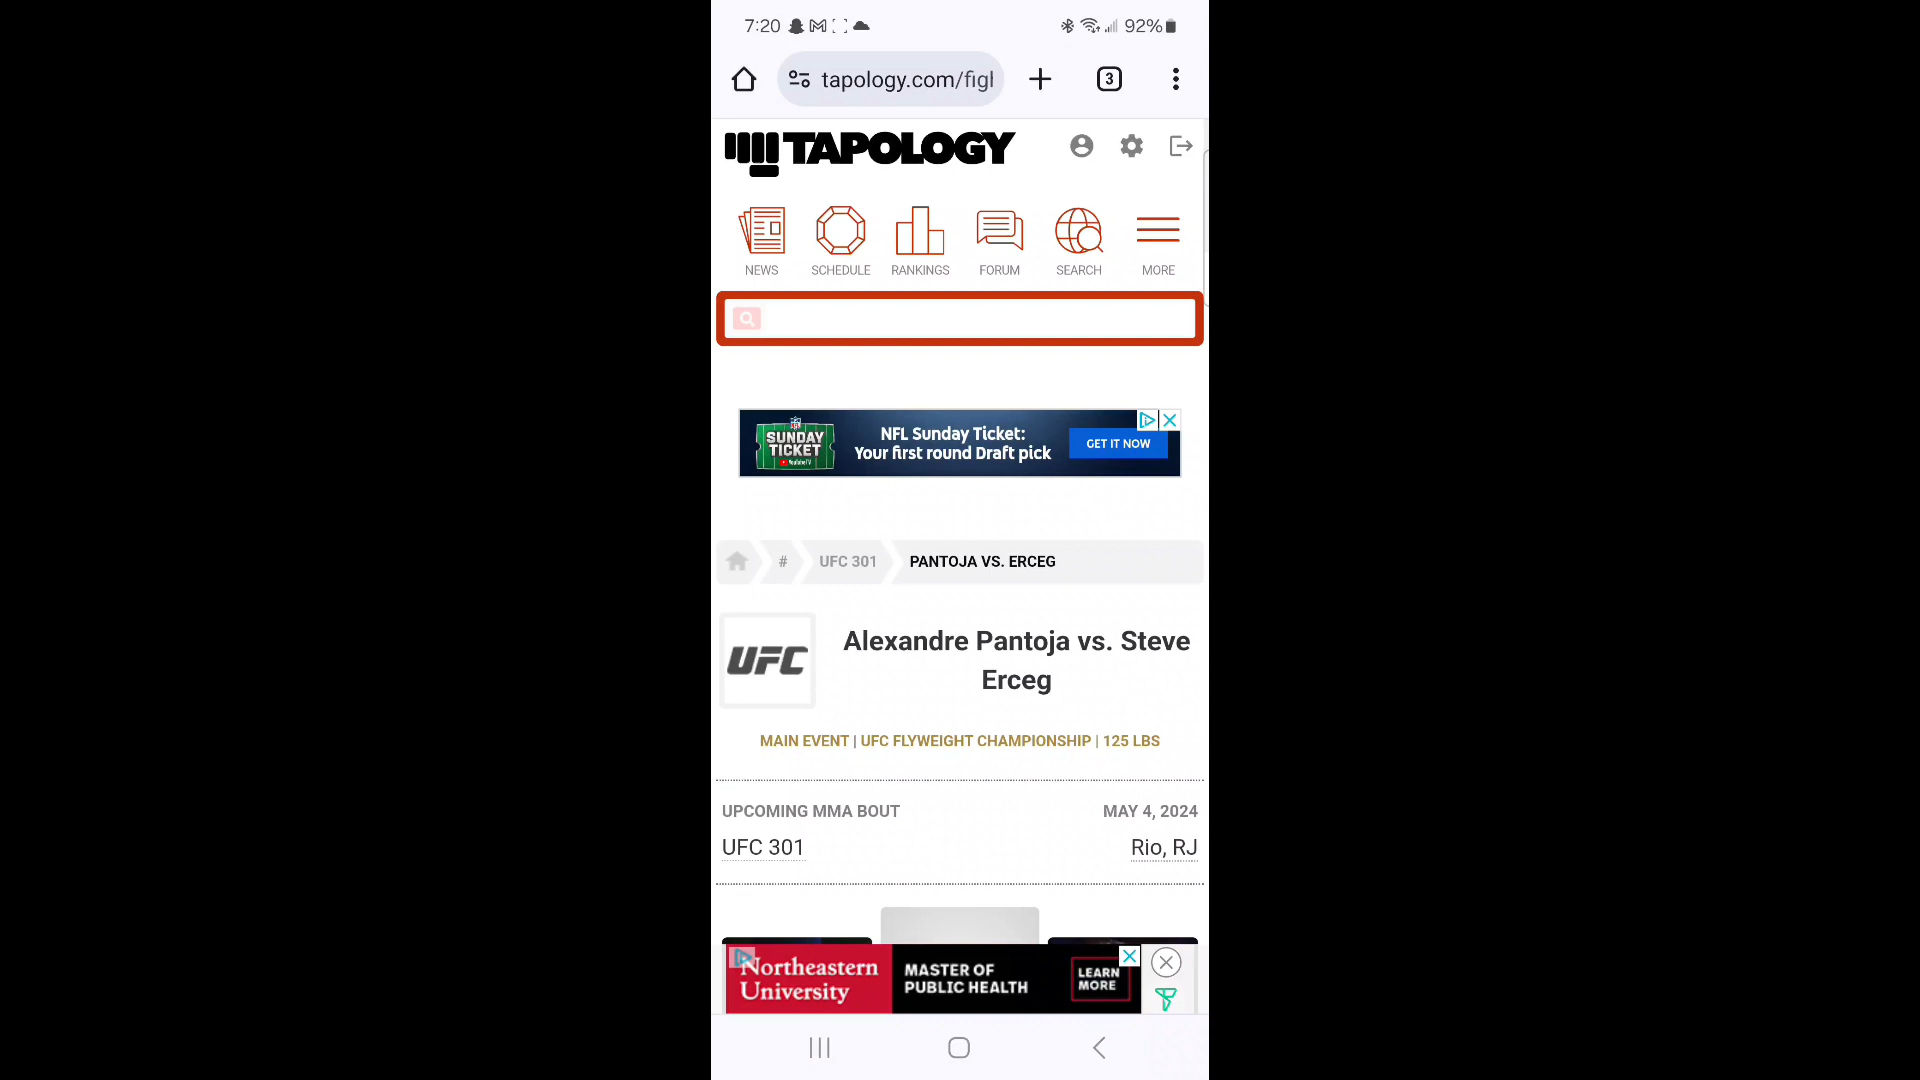 7:20 92%
tapology.com/figl
3
TAPOLOGY
NEWS SCHEDULE RANKINGS FORUM SEARCH MORE
NFL
SUNDAY
TICKET
YouTubeTV
NFL Sunday Ticket:
Your first round Draft pick
GET IT NOW
# UFC 301 PANTOJA VS. ERCEG
UFC
Alexandre Pantoja vs. Steve
Erceg
MAIN EVENT | UFC FLYWEIGHT CHAMPIONSHIP | 125 LBS
UPCOMING MMA BOUT MAY 4, 2024
UFC 301 Rio, RJ
Northeastern
University
MASTER OF
PUBLIC HEALTH
LEARN
MORE